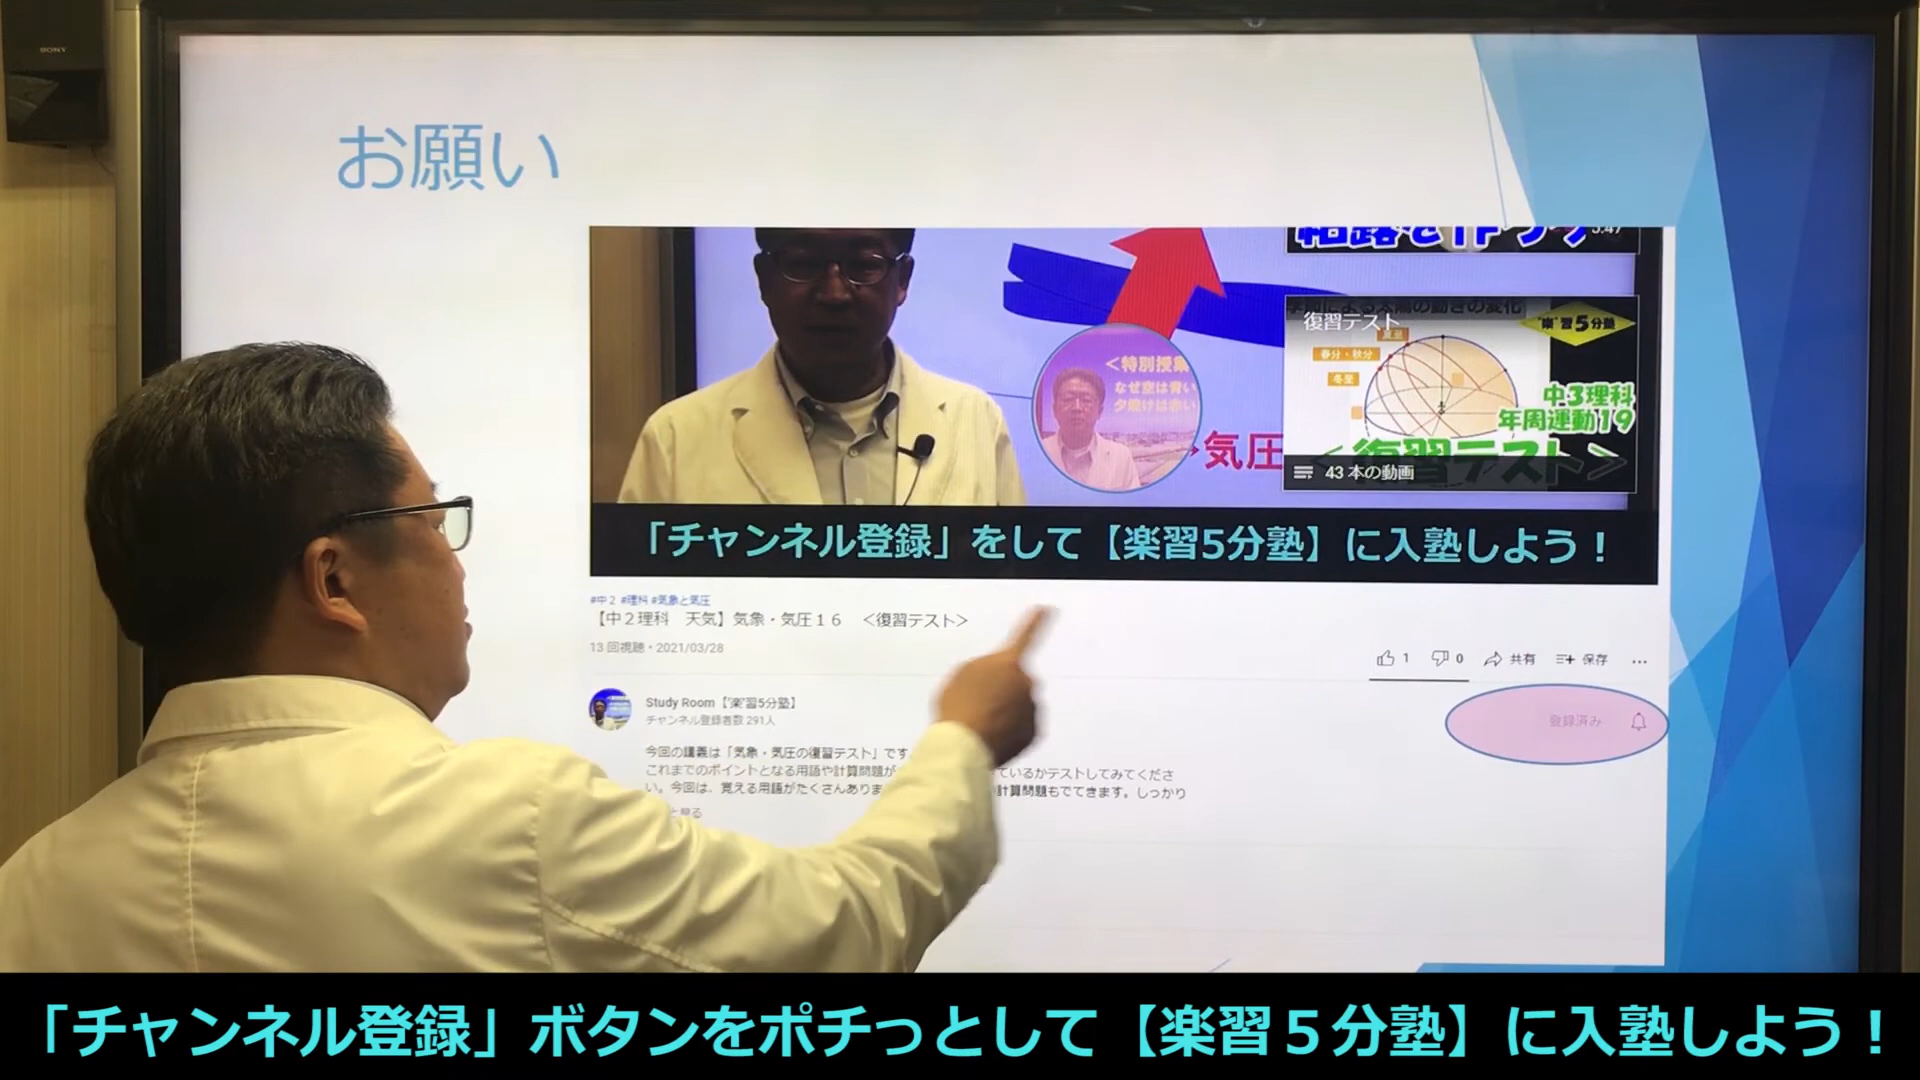 SONY
お願い
5:47
復習テスト
"楽"習5分塾
春分・秋分
冬至
中3理科
年周運動19
<復習テスト>
43 本の動画
<特別授業
なぜ空は青い
夕焼けは赤い
気圧
「チャンネル登録」をして【楽習5分塾】に入塾しよう！
#中２ #理科 #気象と気圧
【中２理科　天気】気象・気圧１６　＜復習テスト＞
13 回視聴・2021/03/28
1 0 共有 保存 …
Study Room【"楽"習5分塾】
チャンネル登録者数 291人
登録済み
今回の講義は「気象・気圧の復習テスト」です
これまでのポイントとなる用語や計算問題が ているかテストしてみてくださ
い。今回は、覚える用語がたくさんありま 計算問題もでてきます。しっかり
と見る
「チャンネル登録」ボタンをポチっとして【楽習５分塾】に入塾しよう！